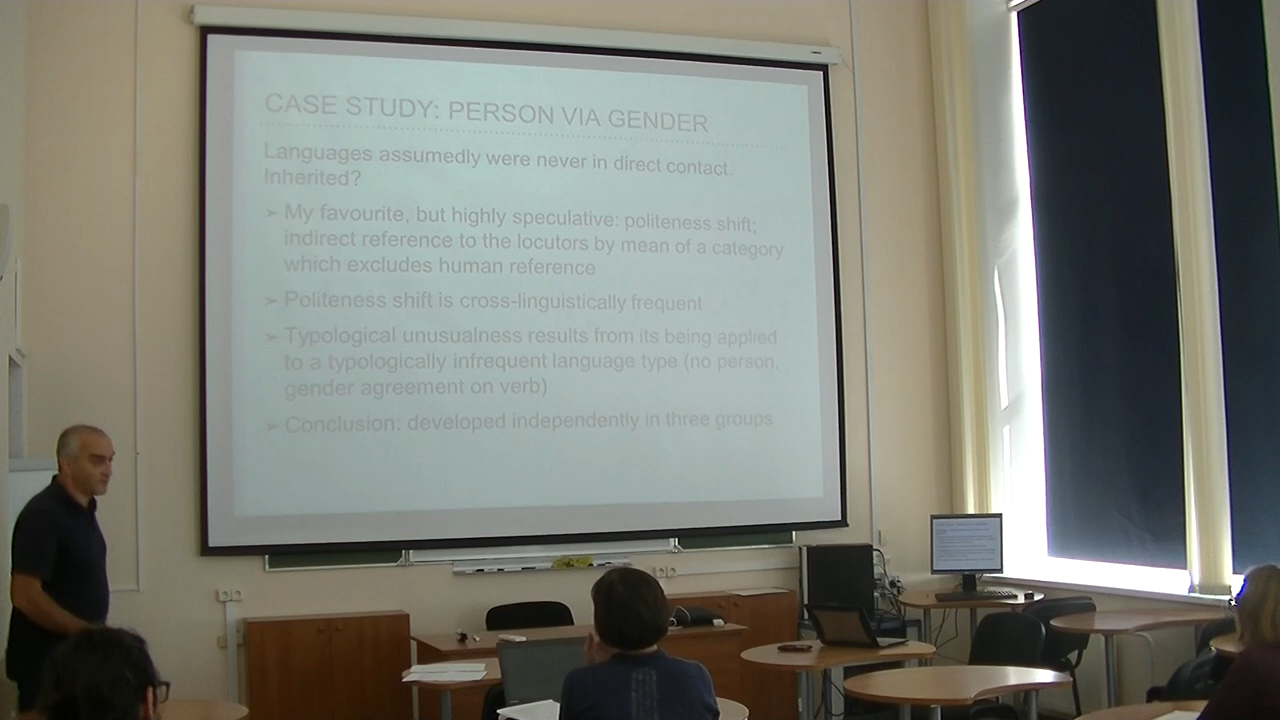 CASE STUDY: PERSON VIA GENDER
Languages assumedly were never in direct contact.
Inherited?
➢ My favourite, but highly speculative: politeness shift;
indirect reference to the locutors by mean of a category
which excludes human reference
➢ Politeness shift is cross-linguistically frequent
➢ Typological unusualness results from its being applied
to a typologically infrequent language type (no person,
gender agreement on verb)
➢ Conclusion: developed independently in three groups